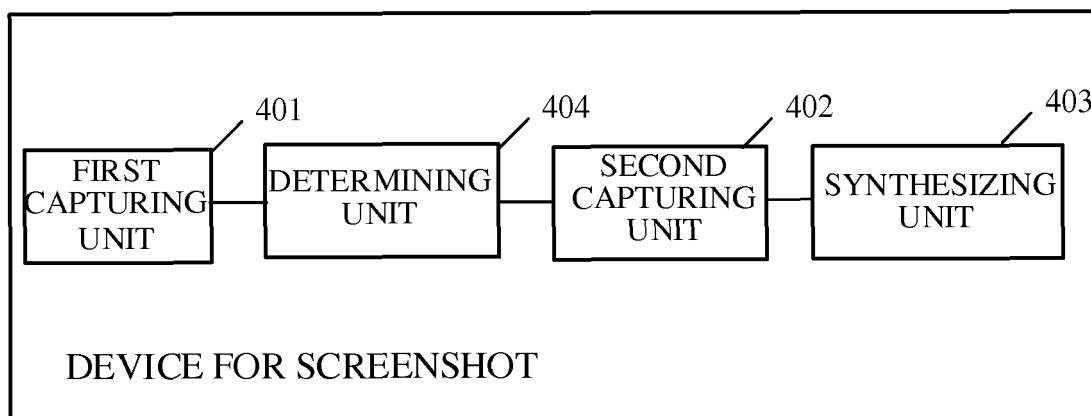 401
404
402
403
FIRST
CAPTURING
UNIT
DETERMINING
UNIT
SECOND
CAPTURING
UNIT
SYNTHESIZING
UNIT
DEVICE FOR SCREENSHOT